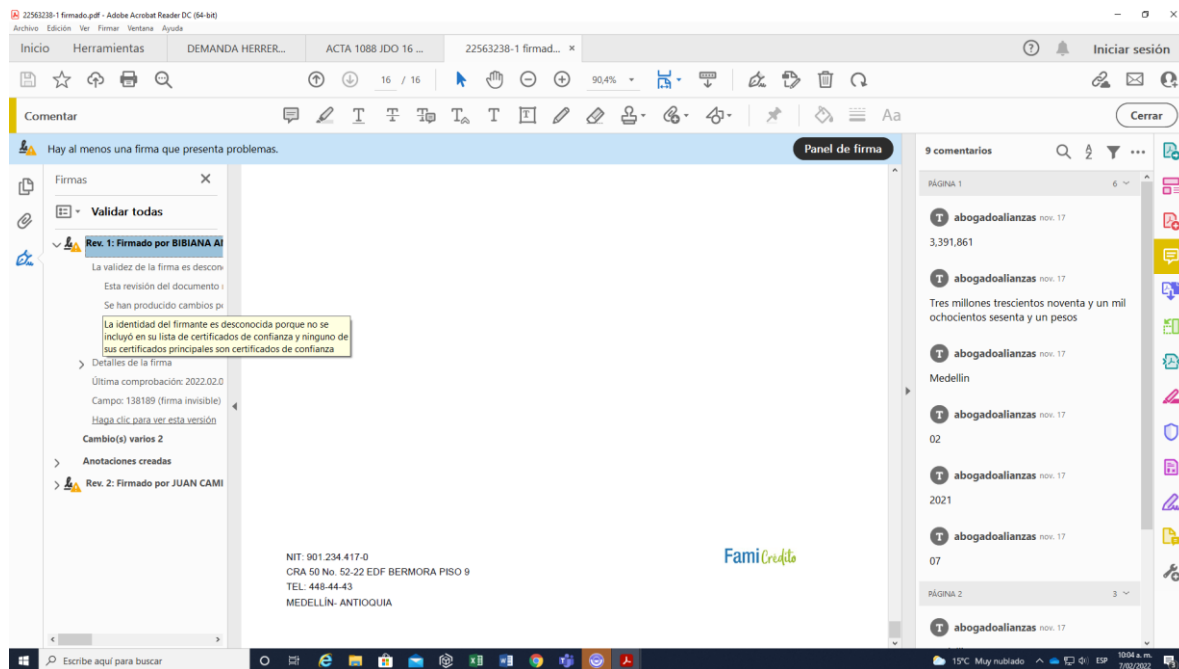 22563238-1 firmado.pdf - Adobe Acrobat Reader DC (64-bit)
Archivo Edición Ver Firmar Ventana Ayuda
Inicio Herramientas DEMANDA HERRER... ACTA 1088 JDO 16 ... 22563238-1 firmad... × Iniciar sesión
16 / 16 90,4%
Comentar Cerrar
Hay al menos una firma que presenta problemas. Panel de firma
Firmas
Validar todas
Rev. 1: Firmado por BIBIANA
La validez de la firma es
Esta revisión del documento
Se han producido cambios
La identidad del firmante es desconocida porque no se
incluyó en su lista de certificados de confianza y ninguno de
sus certificados principales son certificados de confianza
Detalles de la firma
Última comprobación: 2022.02.0
Campo: 138189 (firma invisible)
Haga clic para ver esta versión
Cambio(s) varios 2
Anotaciones creadas
Rev. 2: Firmado por JUAN CAMI
NIT: 901.234.417-0
CRA 50 No. 52-22 EDF BERMORA PISO 9
TEL: 448-44-43
MEDELLÍN- ANTIOQUIA
FamiCrédito
9 comentarios
PÁGINA 1 6
T abogadoalianzas nov. 17
3,391,861
T abogadoalianzas nov. 17
Tres millones trescientos noventa y un mil
ochocientos sesenta y un pesos
T abogadoalianzas nov. 17
Medellin
T abogadoalianzas nov. 17
02
T abogadoalianzas nov. 17
2021
T abogadoalianzas nov. 17
07
PÁGINA 2 3
T abogadoalianzas nov. 17
Escribe aquí para buscar
15°C Muy nublado ESP 10:04 a. m.
7/02/2022